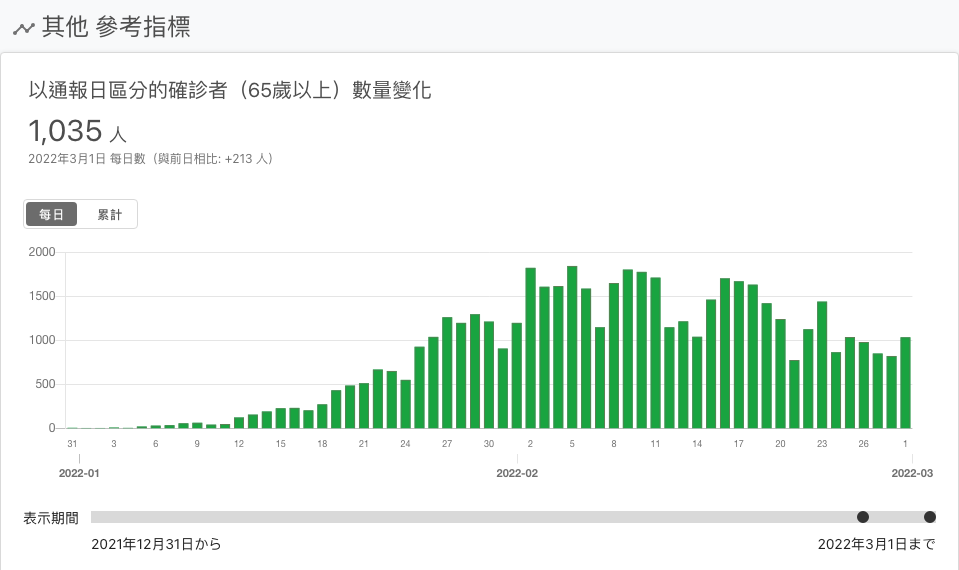 其他 參考指標
以通報日區分的確診者（65歲以上）數量變化
1,035 人
2022年3月1日 每日數（與前日相比: +213 人）
每日 累計
2000
1500
1000
500
0
31 3 6 9 12 15 18 21 24 27 30 2 5 8 11 14 17 20 23 26 1
2022-01 2022-02 2022-03
表示期間
2021年12月31日から 2022年3月1日まで